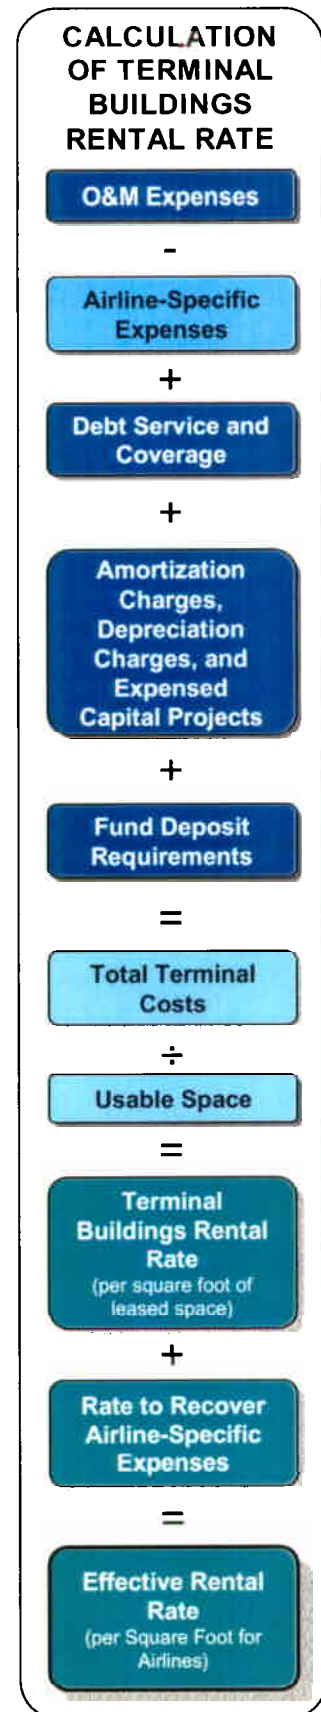 CALCULATION
OF TERMINAL
BUILDINGS
RENTAL RATE
O&M Expenses
-
Airline-Specific
Expenses
+
Debt Service and
Coverage
+
Amortization
Charges,
Depreciation
Charges, and
Expensed
Capital Projects
+
Fund Deposit
Requirements
=
Total Terminal
Costs
÷
Usable Space
=
Terminal
Buildings Rental
Rate
(per square foot of
leased space)
+
Rate to Recover
Airline-Specific
Expenses
=
Effective Rental
Rate
(per Square Foot for
Airlines)